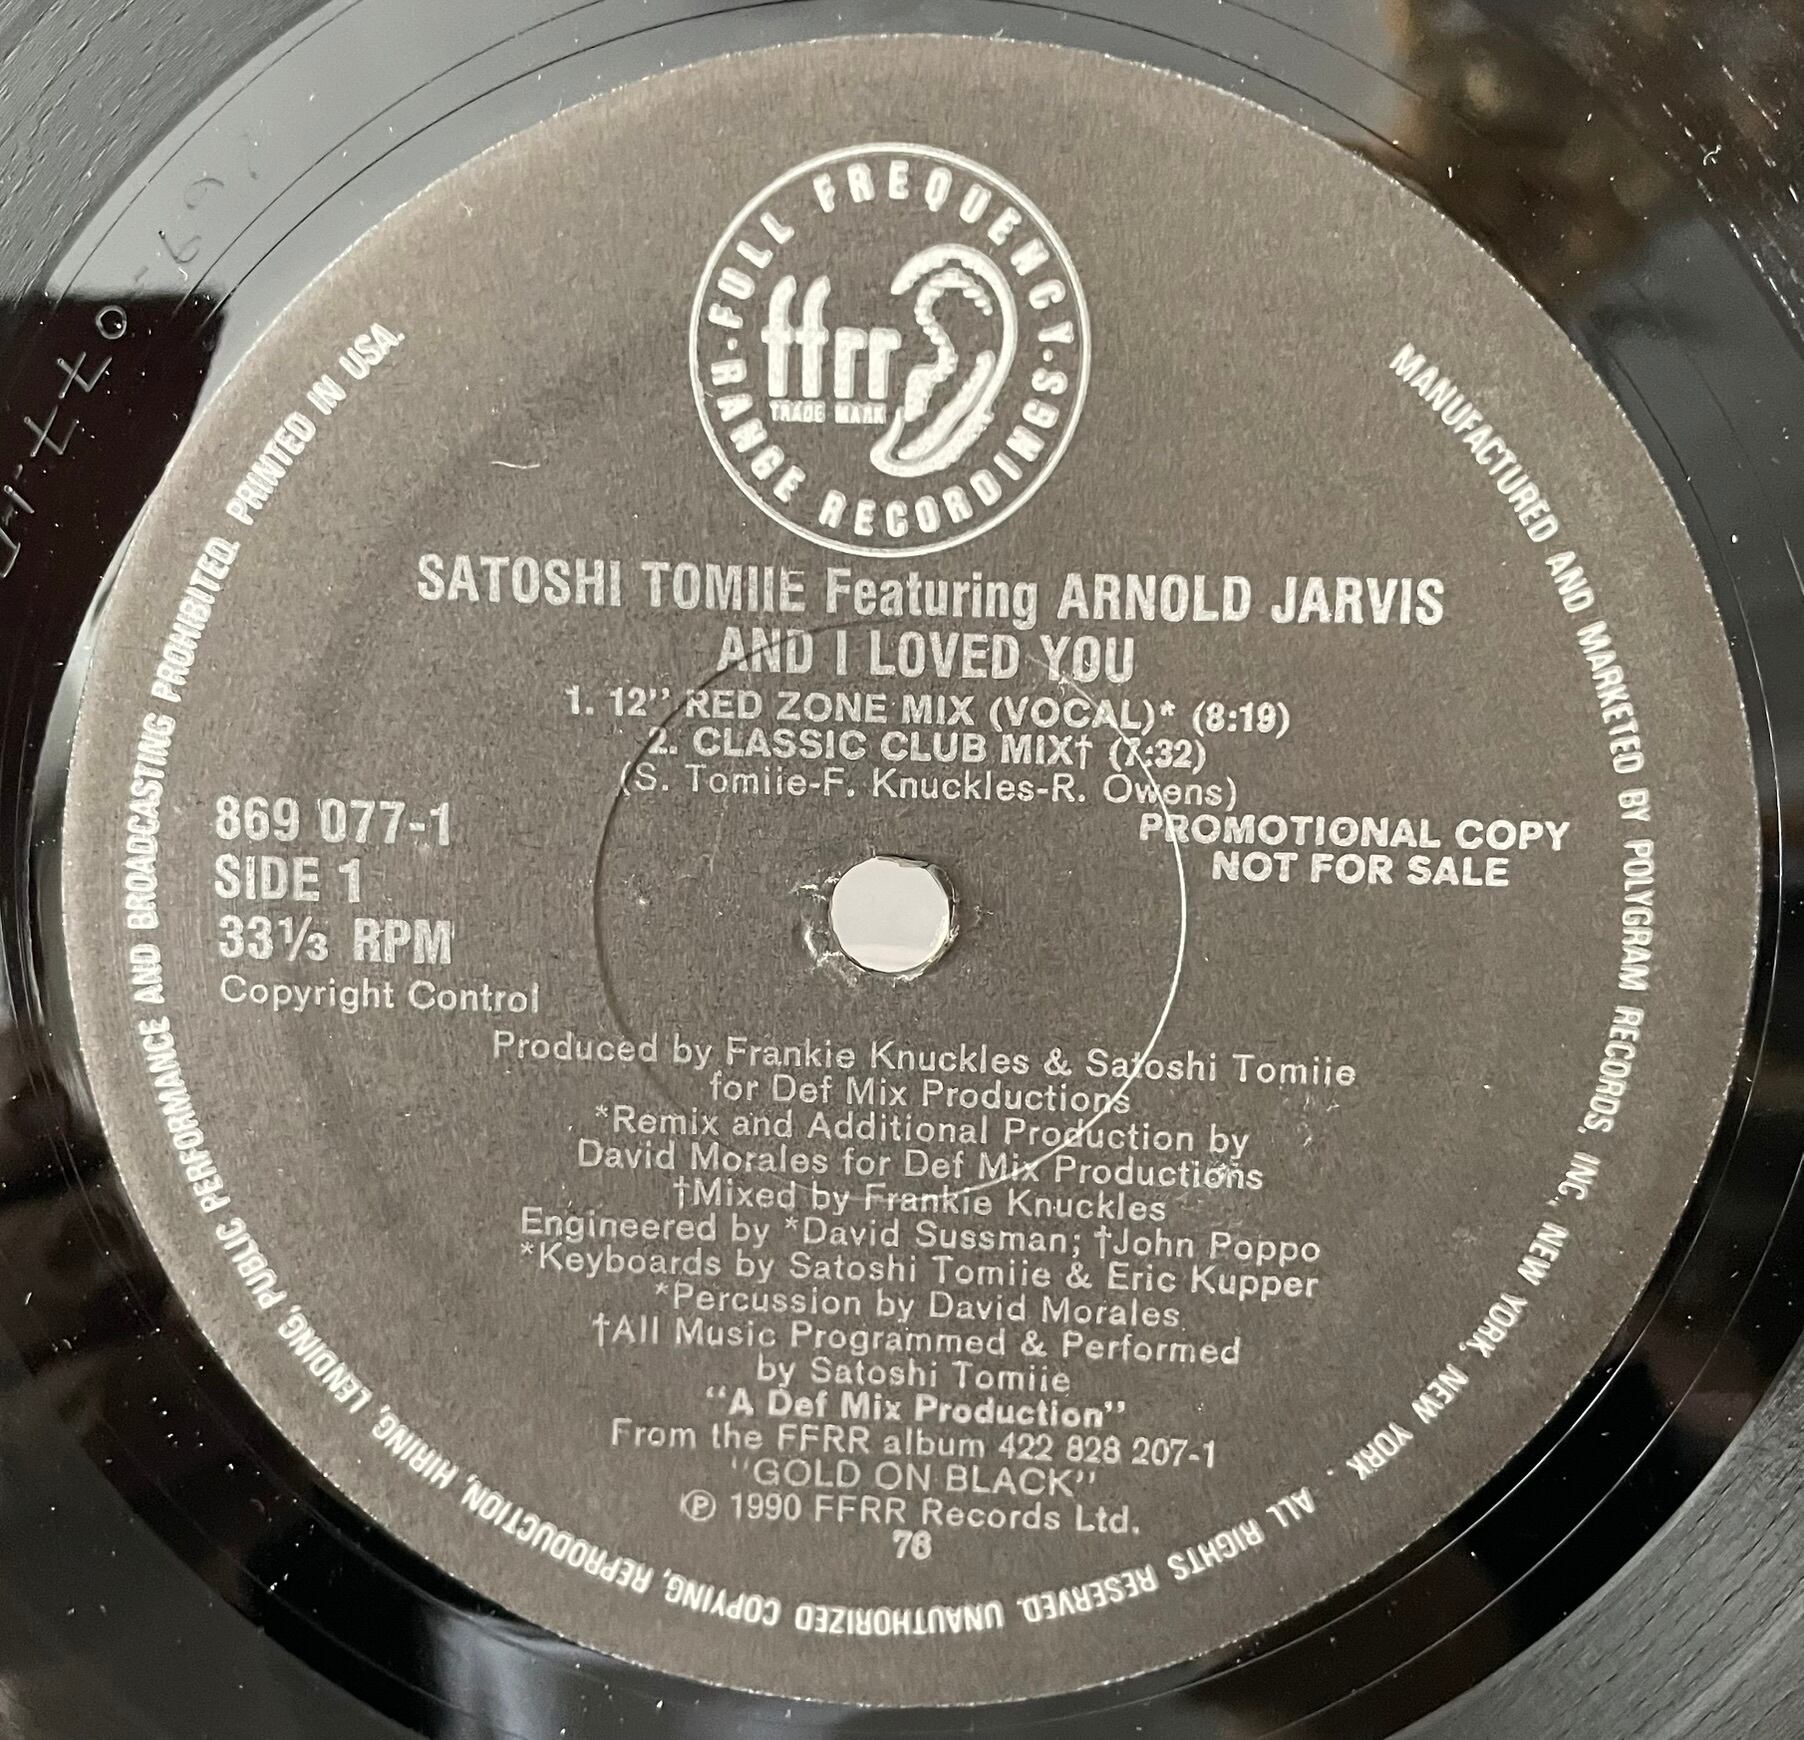 FULL FREQUENCY
RANGE RECORDINGS
ffrr
TRADE MARK
SATOSHI TOMIIE Featuring ARNOLD JARVIS
AND I LOVED YOU
1. 12" RED ZONE MIX (VOCAL)* (8:19)
2. CLASSIC CLUB MIX† (7:32)
(S. Tomiie-F. Knuckles-R. Owens)
869 077-1
SIDE 1
33⅓ RPM
Copyright Control
PROMOTIONAL COPY
NOT FOR SALE
Produced by Frankie Knuckles & Satoshi Tomiie
for Def Mix Productions
*Remix and Additional Production by
David Morales for Def Mix Productions
†Mixed by Frankie Knuckles
Engineered by *David Sussman; †John Poppo
*Keyboards by Satoshi Tomiie & Eric Kupper
*Percussion by David Morales
†All Music Programmed & Performed
by Satoshi Tomiie
"A Def Mix Production"
From the FFRR album 422 828 207-1
"GOLD ON BLACK"
℗ 1990 FFRR Records Ltd.
76
MANUFACTURED AND MARKETED BY POLYGRAM RECORDS, INC., NEW YORK, NEW YORK . ALL RIGHTS RESERVED. UNAUTHORIZED COPYING, REPRODUCTION, HIRING, LENDING, PUBLIC PERFORMANCE AND BROADCASTING PROHIBITED. PRINTED IN USA.